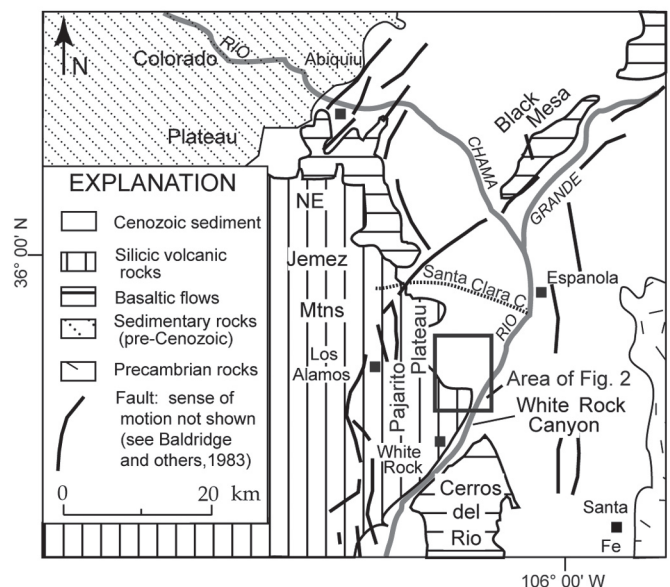 N
Colorado
RIO
Abiquiu
Plateau
Black
Mesa
CHAMA
GRANDE
EXPLANATION
Cenozoic sediment
Silicic volcanic
rocks
Basaltic flows
Sedimentary rocks
(pre-Cenozoic)
Precambrian rocks
Fault: sense of
motion not shown
(see Baldridge
and others,1983)
0 20 km
36° 00' N
NE
Jemez
Mtns
Los
Alamos
Santa Clara C.
Espanola
RIO
Pajarito
Plateau
Area of Fig. 2
White Rock
Canyon
White
Rock
Cerros
del
Rio
Santa
Fe
106° 00' W